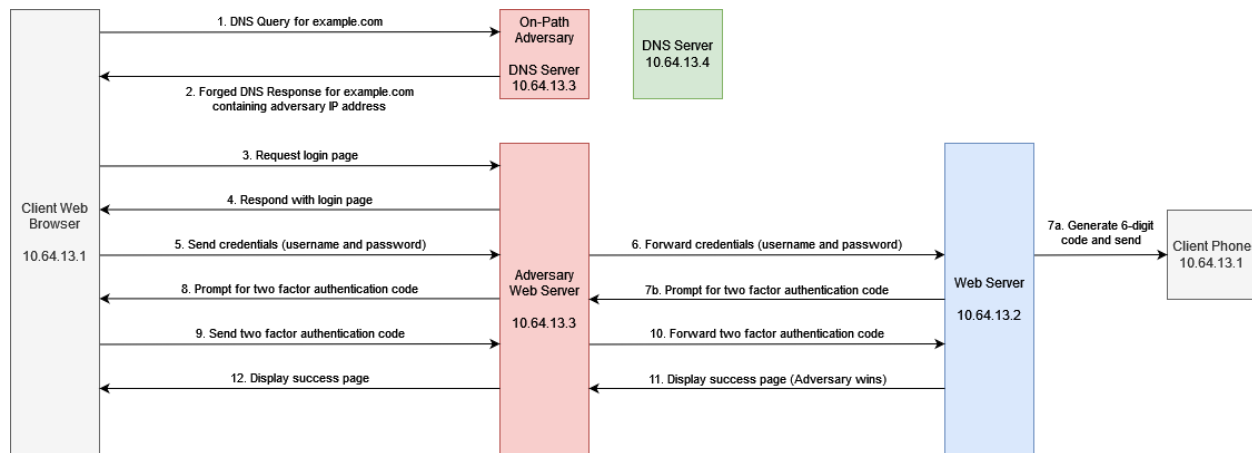 1. DNS Query for example.com
On-Path
Adversary
DNS Server
10.64.13.3
DNS Server
10.64.13.4
2. Forged DNS Response for example.com
containing adversary IP address
3. Request login page
4. Respond with login page
Client Web
Browser
10.64.13.1
5. Send credentials (username and password)
6. Forward credentials (username and password)
7a. Generate 6-digit
code and send
Client Phone
10.64.13.1
Adversary
Web Server
10.64.13.3
Web Server
10.64.13.2
8. Prompt for two factor authentication code
7b. Prompt for two factor authentication code
9. Send two factor authentication code
10. Forward two factor authentication code
12. Display success page
11. Display success page (Adversary wins)